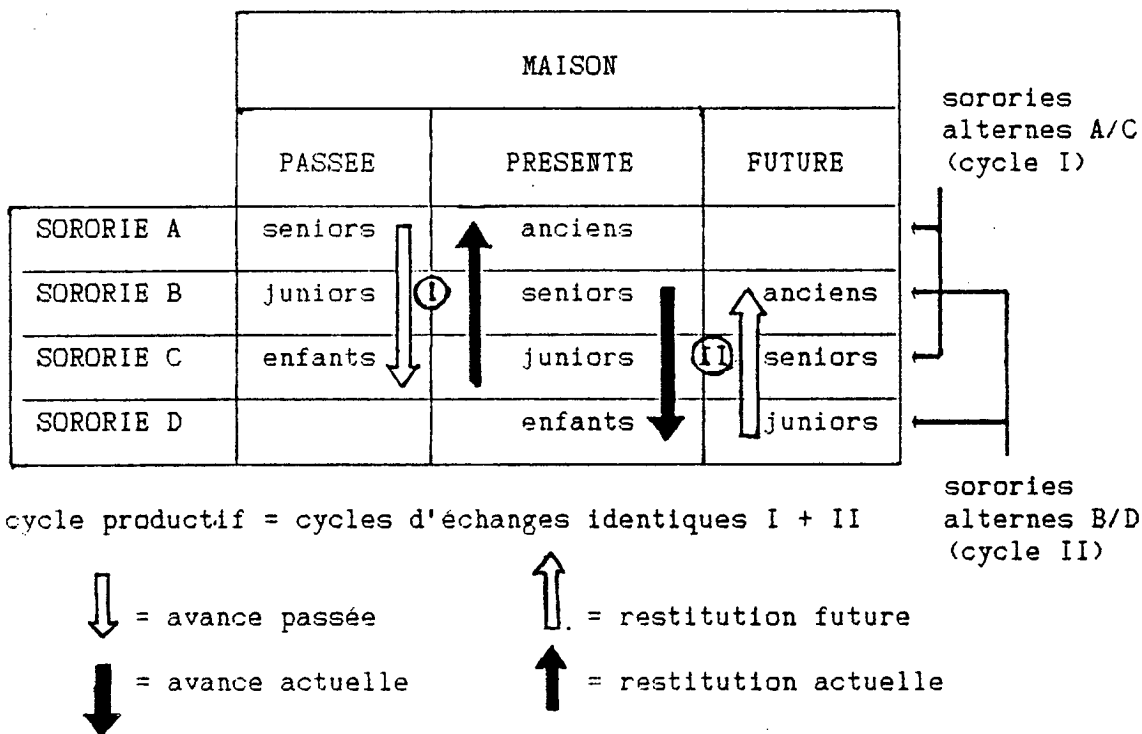 MAISON
PASSEE PRESENTE FUTURE
sorories
alternes A/C
(cycle I)
SORORIE A seniors anciens
SORORIE B juniors I seniors anciens
SORORIE C enfants juniors II seniors
SORORIE D enfants juniors
sorories
alternes B/D
(cycle II)
cycle productif = cycles d'échanges identiques I + II
= avance passée
= restitution future
= avance actuelle
= restitution actuelle